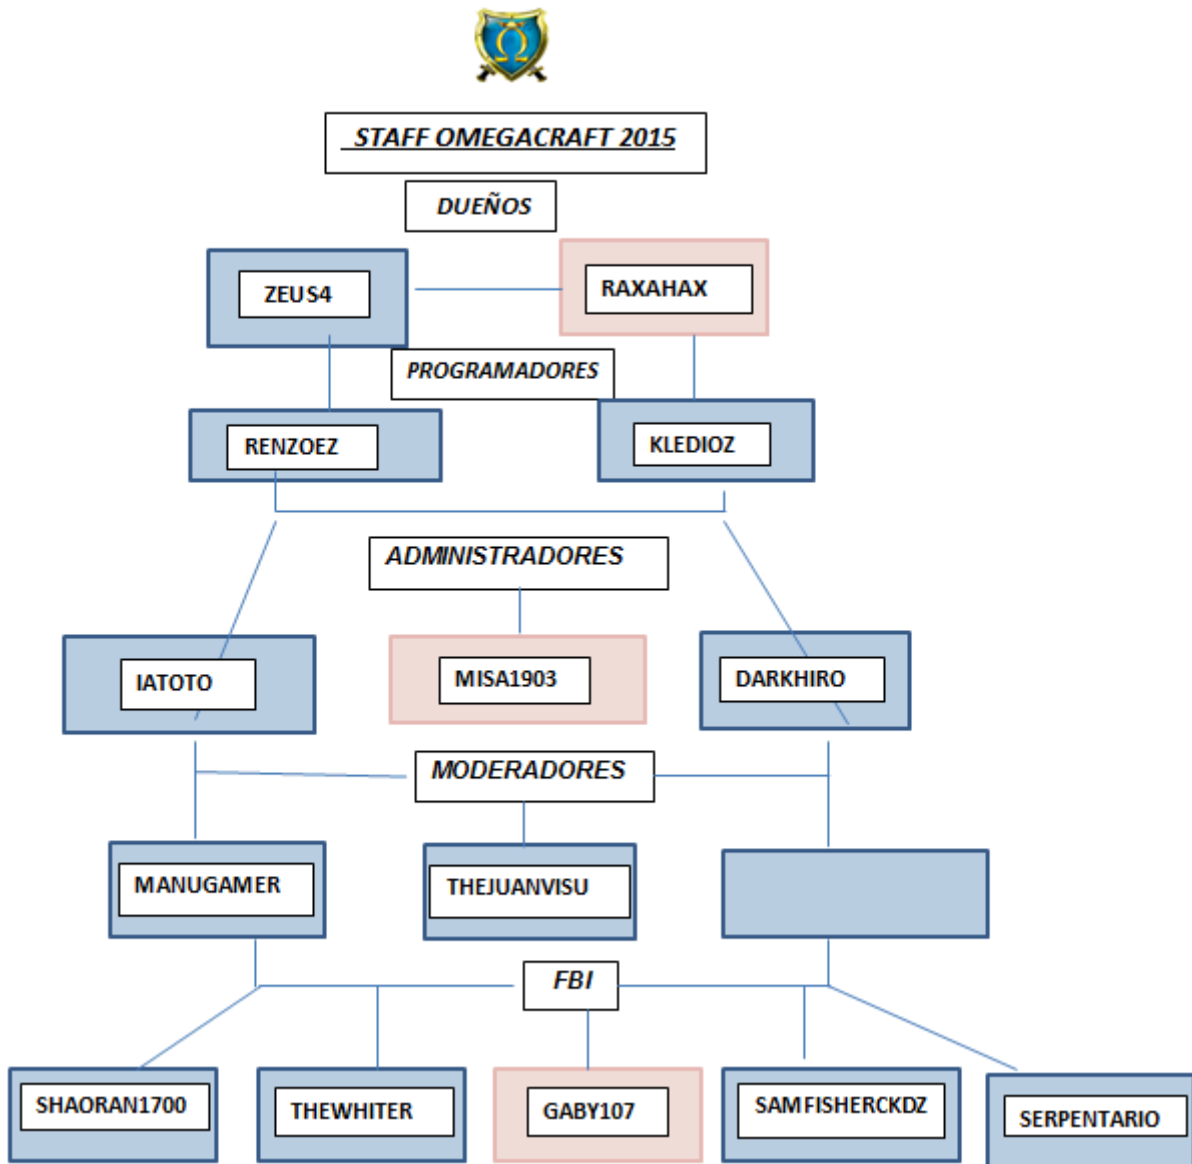 STAFF OMEGACRAFT 2015
DUEÑOS
ZEUS4
RAXAHAX
PROGRAMADORES
RENZOEZ
KLEDIOZ
ADMINISTRADORES
IATOTO
MISA1903
DARKHIRO
MODERADORES
MANUGAMER
THEJUANVISU
FBI
SHAORAN1700
THEWHITER
GABY107
SAMFISHERCKDZ
SERPENTARIO